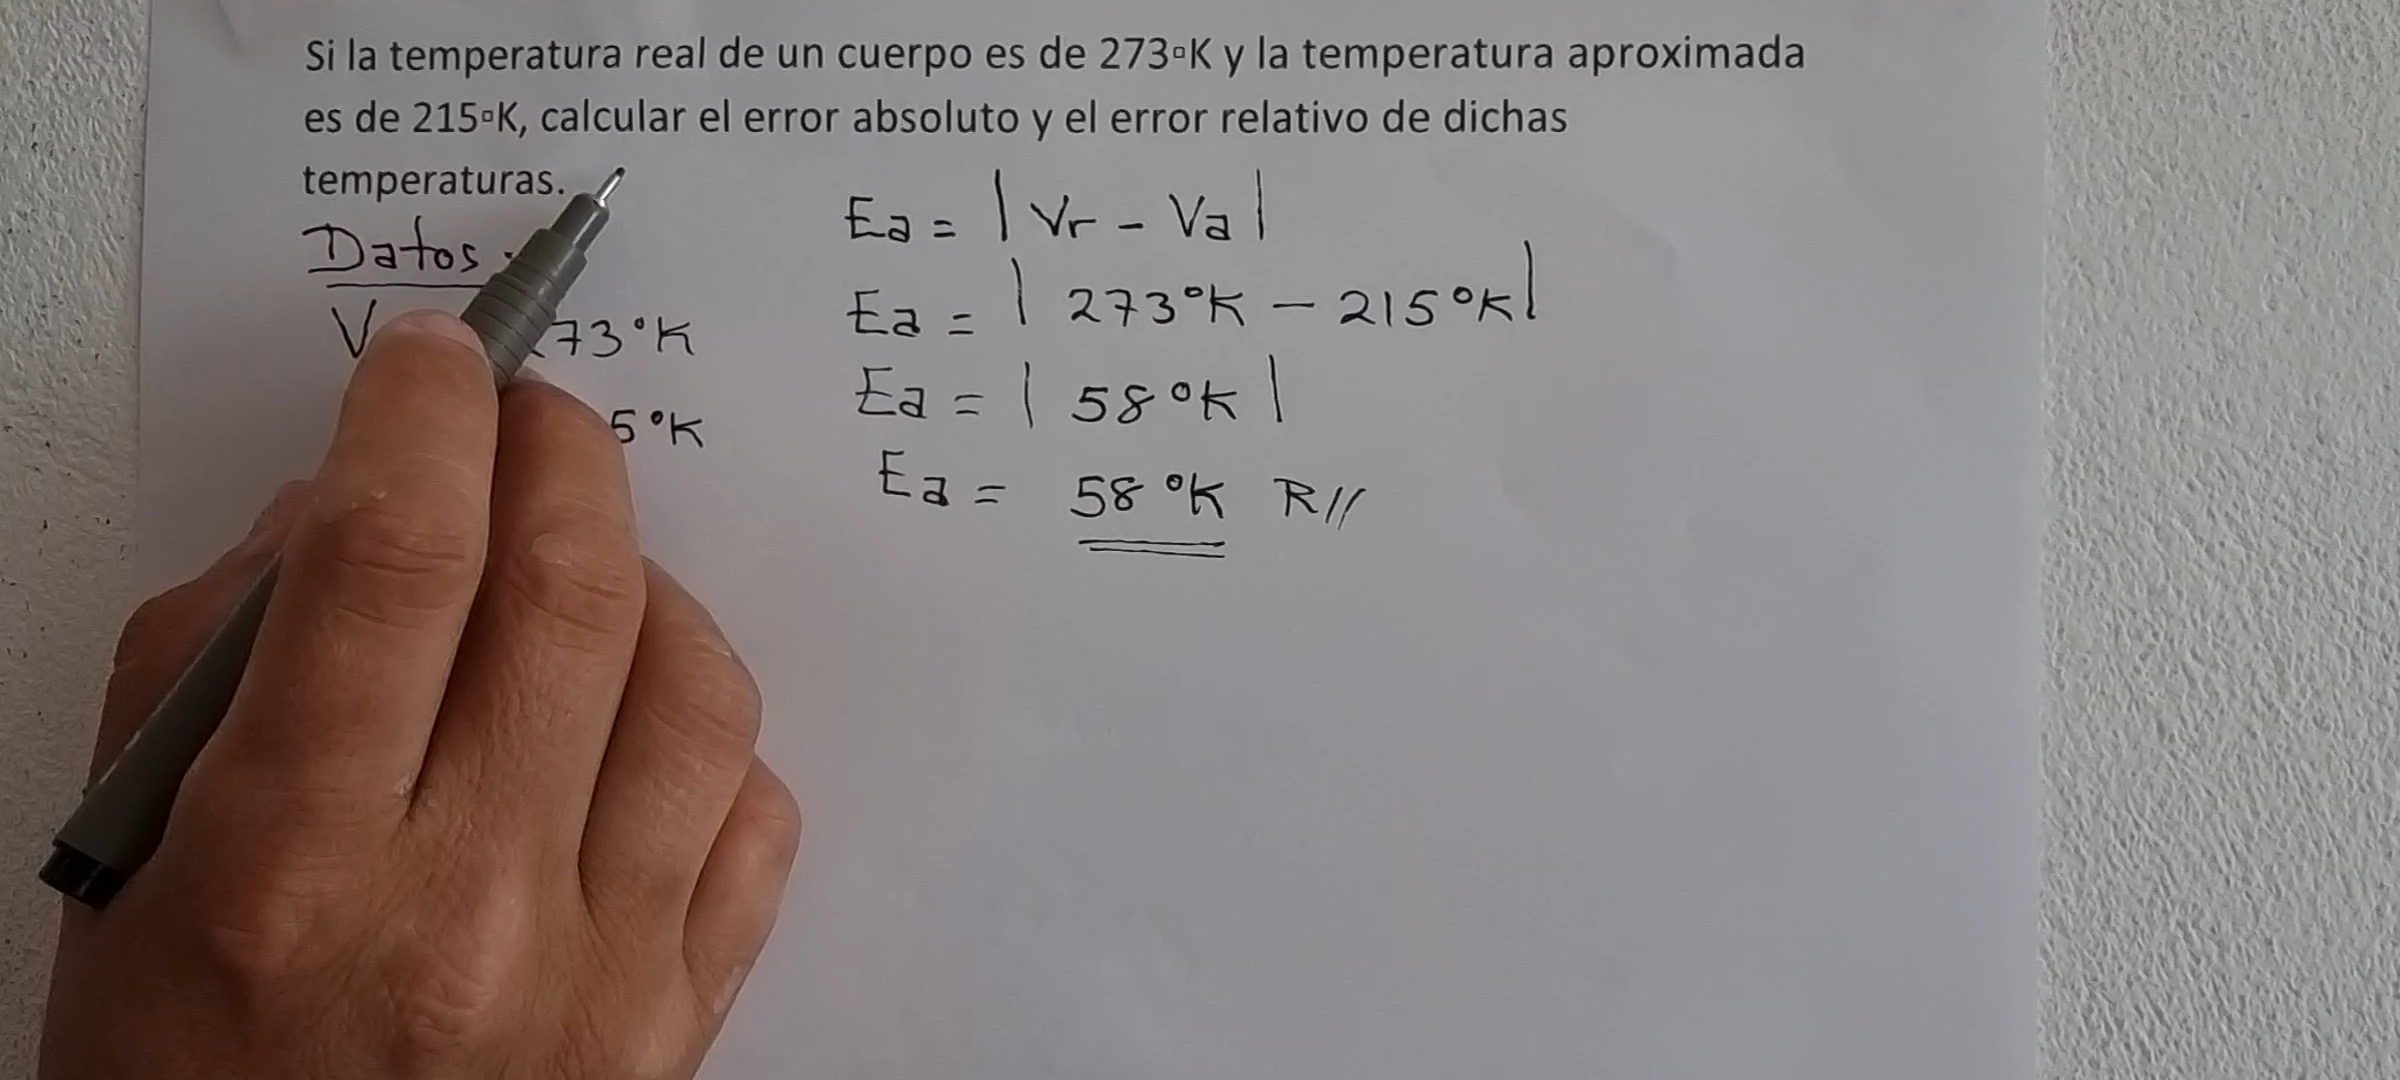 Si la temperatura real de un cuerpo es de 273°K y la temperatura aproximada
es de 215°K, calcular el error absoluto y el error relativo de dichas
temperaturas.
Datos
V 73°K
5°K
Ea = | Vr - Va |
Ea = | 273°K - 215°K |
Ea = | 58°K |
Ea = 58°K R//